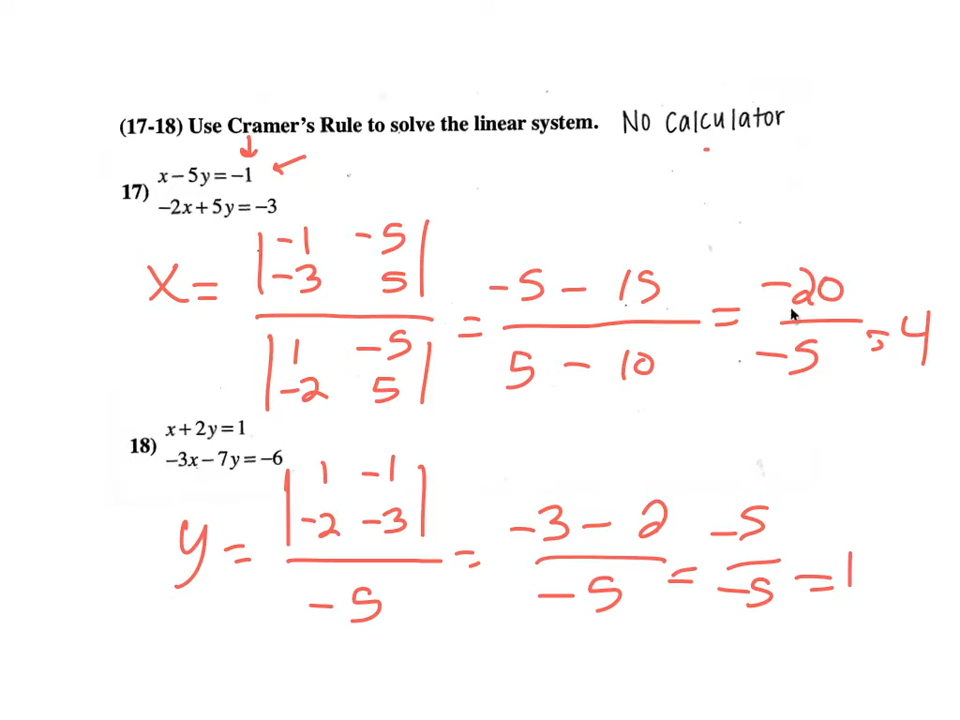 (17-18) Use Cramer's Rule to solve the linear system. No calculator
17) x-5y=-1
-2x+5y=-3
x = |-1 -5| / |1 -5| = -5 - 15 / 5 - 10 = -20 / -5 = 4
|-3 5| / |-2 5|
18) x+2y=1
-3x-7y=-6
y = |1 -1| / -5 = -3 - 2 / -5 = -5 / -5 = 1
|-2 -3|